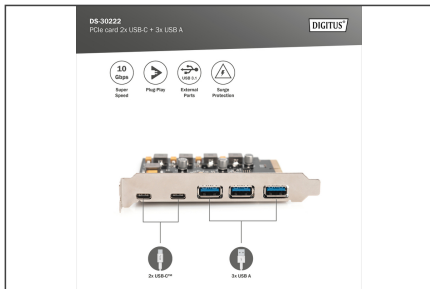 DS-30222
PCIe card 2x USB-C + 3x USB A
DIGITUS®
10
Gbps
Super
Speed
Plug-Play
USB 3.1
External
Ports
Surge
Protection
2x USB-C™
3x USB A